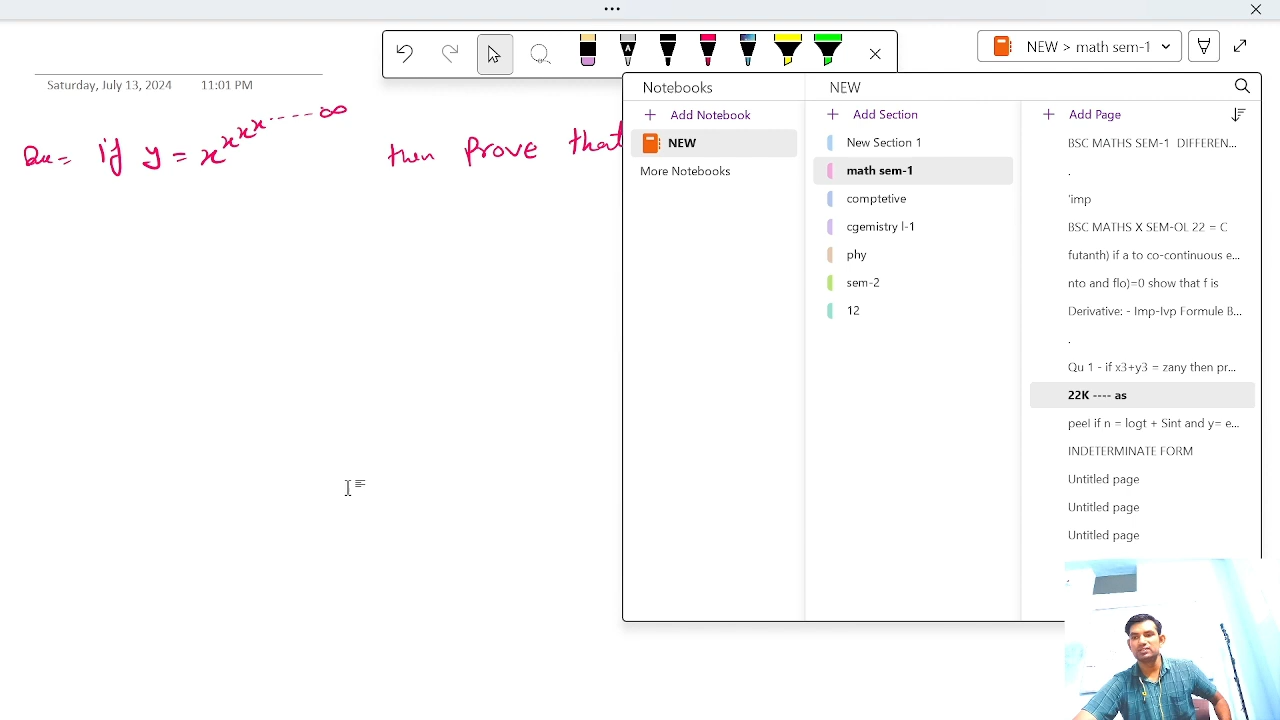 NEW > math sem-1
Saturday, July 13, 2024 11:01 PM
Qu = if y = x^x^x^x^.....∞ then Prove that
Notebooks
+ Add Notebook
NEW
More Notebooks
NEW
+ Add Section
New Section 1
math sem-1
comptetive
cgemistry l-1
phy
sem-2
12
+ Add Page
BSC MATHS SEM-1 DIFFEREN...
.
'imp
BSC MATHS X SEM-OL 22 = C
futanth) if a to co-continuous e...
nto and flo)=0 show that f is
Derivative: - Imp-Ivp Formule B...
.
Qu 1 - if x3+y3 = zany then pr...
22K ---- as
peel if n = logt + Sint and y= e...
INDETERMINATE FORM
Untitled page
Untitled page
Untitled page